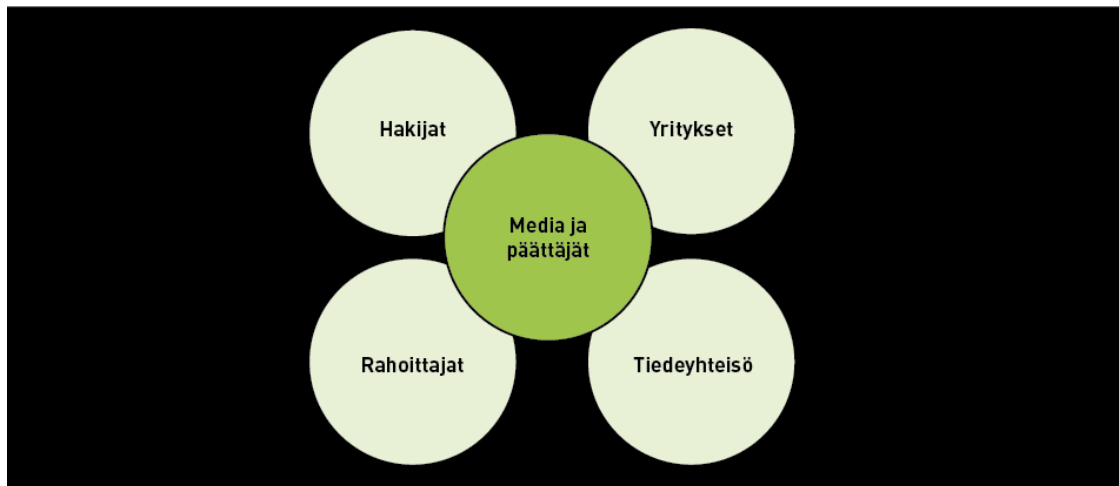 Hakijat
Yritykset
Media ja
päättäjät
Rahoittajat
Tiedeyhteisö